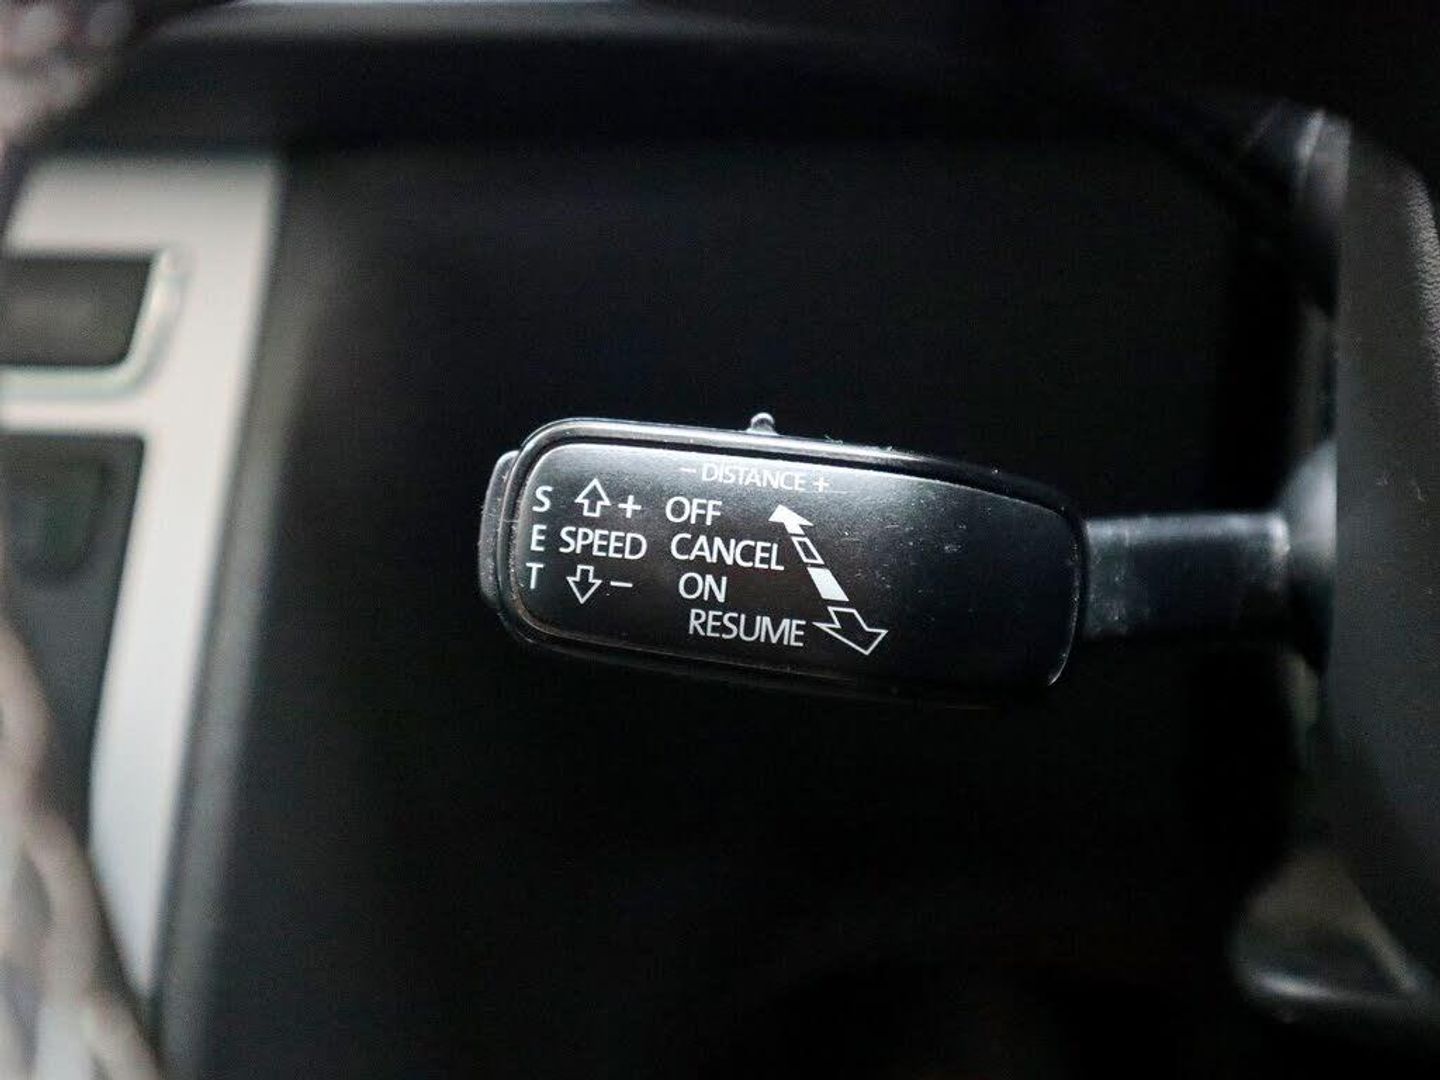 - DISTANCE +
S + OFF
E SPEED CANCEL
T - ON
RESUME